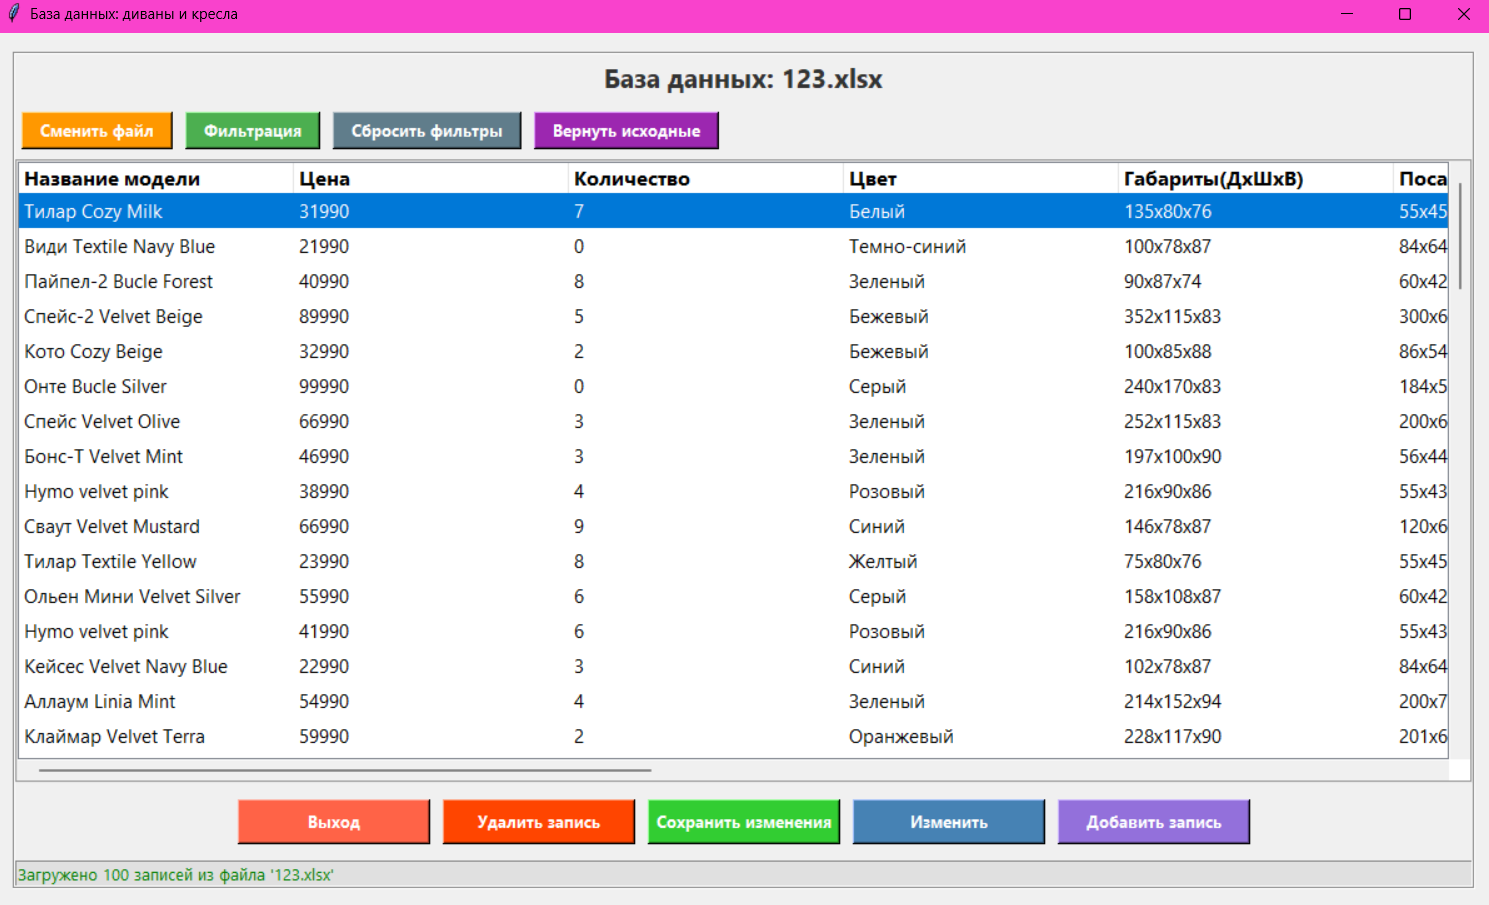 База данных: диваны и кресла
База данных: 123.xlsx
Сменить файл Фильтрация Сбросить фильтры Вернуть исходные
Название модели Цена Количество Цвет Габариты(ДхШхВ) Поса
Тилар Cozy Milk 31990 7 Белый 135x80x76 55x45
Види Textile Navy Blue 21990 0 Темно-синий 100x78x87 84x64
Пайпел-2 Bucle Forest 40990 8 Зеленый 90x87x74 60x42
Спейс-2 Velvet Beige 89990 5 Бежевый 352x115x83 300x6
Кото Cozy Beige 32990 2 Бежевый 100x85x88 86x54
Онте Bucle Silver 99990 0 Серый 240x170x83 184x5
Спейс Velvet Olive 66990 3 Зеленый 252x115x83 200x6
Бонс-Т Velvet Mint 46990 3 Зеленый 197x100x90 56x44
Нуто velvet pink 38990 4 Розовый 216x90x86 55x43
Сваут Velvet Mustard 66990 9 Синий 146x78x87 120x6
Тилар Textile Yellow 23990 8 Желтый 75x80x76 55x45
Ольен Мини Velvet Silver 55990 6 Серый 158x108x87 60x42
Нуто velvet pink 41990 6 Розовый 216x90x86 55x43
Кейсес Velvet Navy Blue 22990 3 Синий 102x78x87 84x64
Аллаум Linia Mint 54990 4 Зеленый 214x152x94 200x7
Клаймар Velvet Terra 59990 2 Оранжевый 228x117x90 201x6
Выход Удалить запись Сохранить изменения Изменить Добавить запись
Загружено 100 записей из файла '123.xlsx'